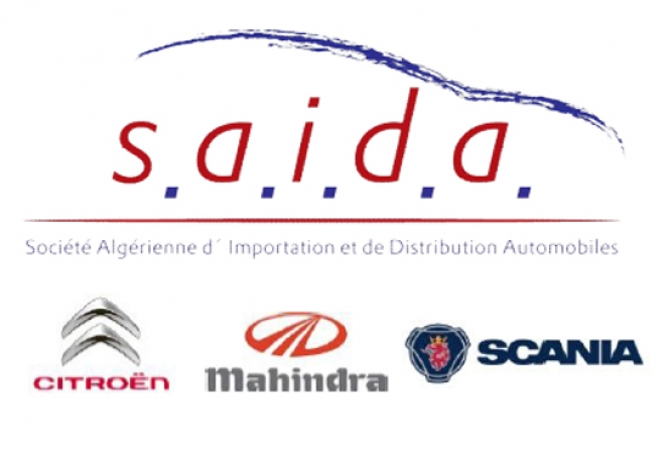 s.a.i.d.a.
Société Algérienne d´ Importation et de Distribution Automobiles
CITROËN Mahindra SCANIA